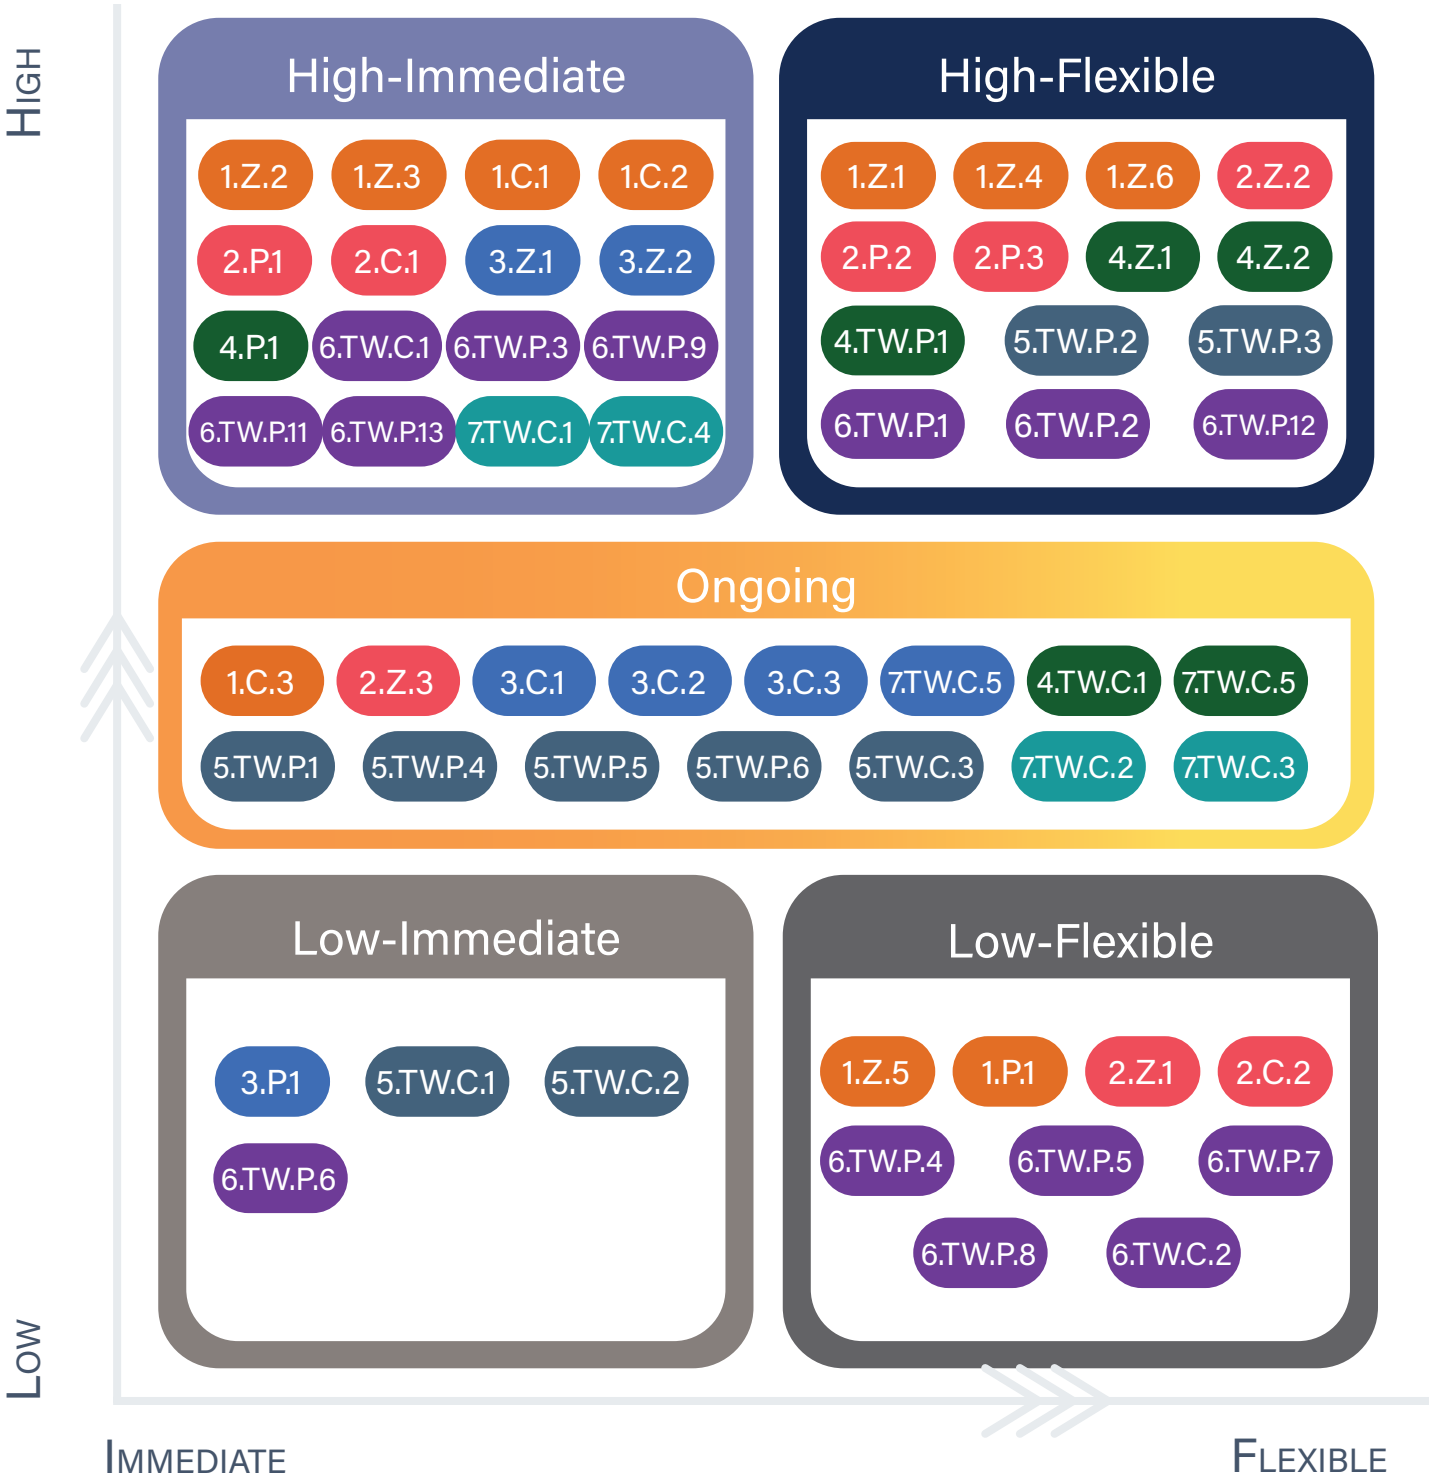 HIGH
High-Immediate
1.Z.2 1.Z.3 1.C.1 1.C.2
2.P.1 2.C.1 3.Z.1 3.Z.2
4.P.1 6.TW.C.1 6.TW.P.3 6.TW.P.9
6.TW.P.11 6.TW.P.13 7.TW.C.1 7.TW.C.4
High-Flexible
1.Z.1 1.Z.4 1.Z.6 2.Z.2
2.P.2 2.P.3 4.Z.1 4.Z.2
4.TW.P.1 5.TW.P.2 5.TW.P.3
6.TW.P.1 6.TW.P.2 6.TW.P.12
Ongoing
1.C.3 2.Z.3 3.C.1 3.C.2 3.C.3 7.TW.C.5 4.TW.C.1 7.TW.C.5
5.TW.P.1 5.TW.P.4 5.TW.P.5 5.TW.P.6 5.TW.C.3 7.TW.C.2 7.TW.C.3
Low-Immediate
3.P.1 5.TW.C.1 5.TW.C.2
6.TW.P.6
Low-Flexible
1.Z.5 1.P.1 2.Z.1 2.C.2
6.TW.P.4 6.TW.P.5 6.TW.P.7
6.TW.P.8 6.TW.C.2
LOW
IMMEDIATE
FLEXIBLE